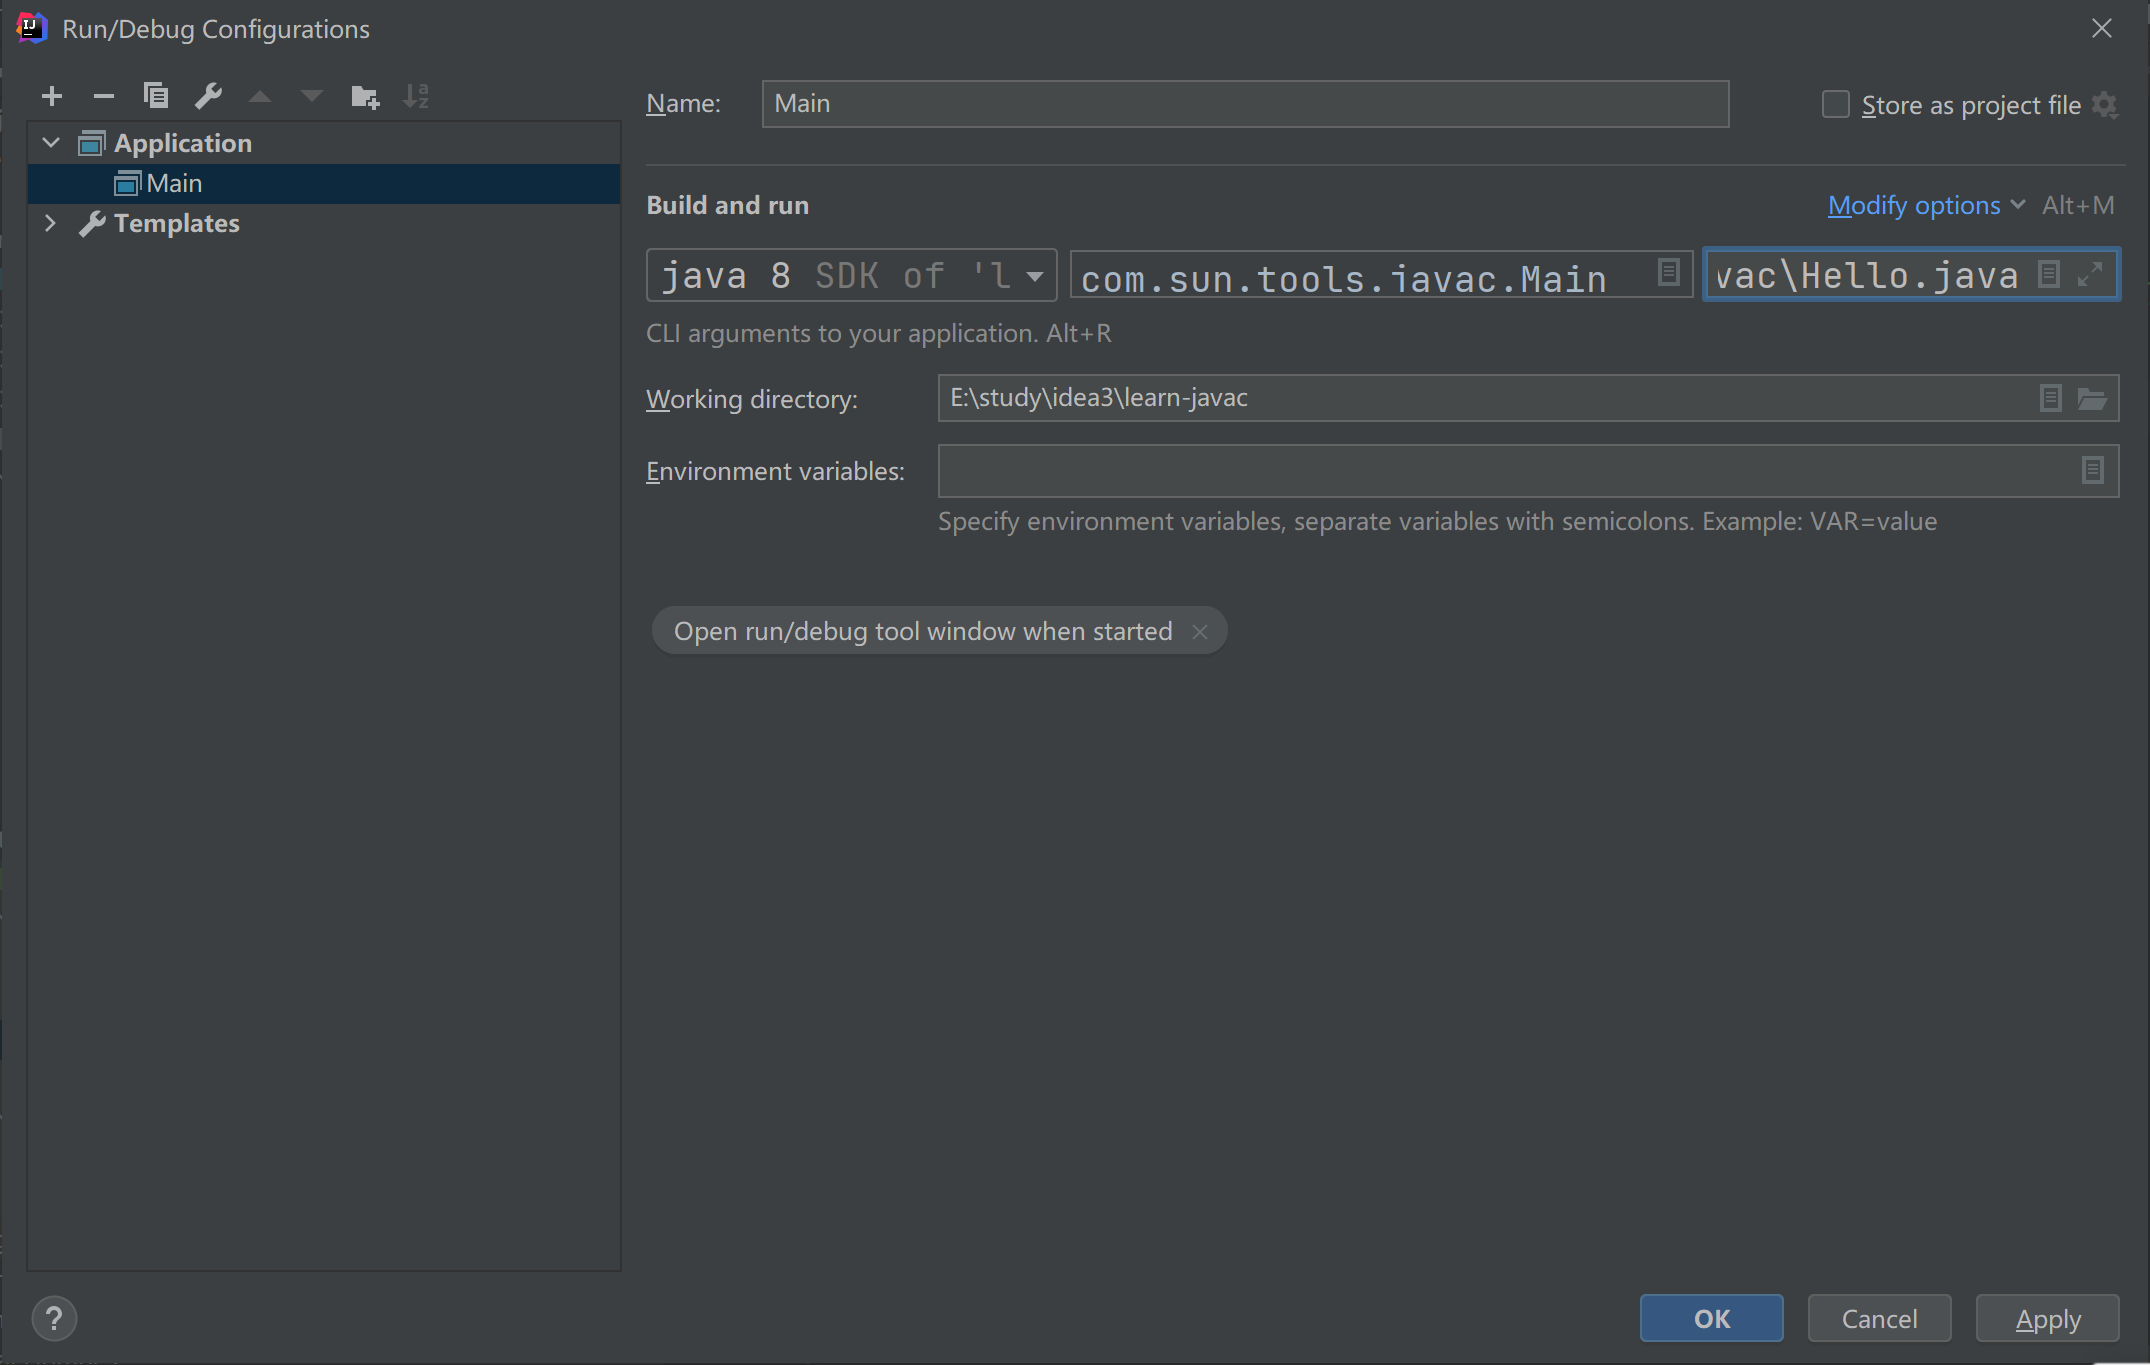 Run/Debug Configurations
Application
Main
Templates
Name: Main
Store as project file
Build and run
Modify options Alt+M
java 8 SDK of 'l
com.sun.tools.javac.Main
vac\Hello.java
CLI arguments to your application. Alt+R
Working directory: E:\study\idea3\learn-javac
Environment variables:
Specify environment variables, separate variables with semicolons. Example: VAR=value
Open run/debug tool window when started
?
OK
Cancel
Apply